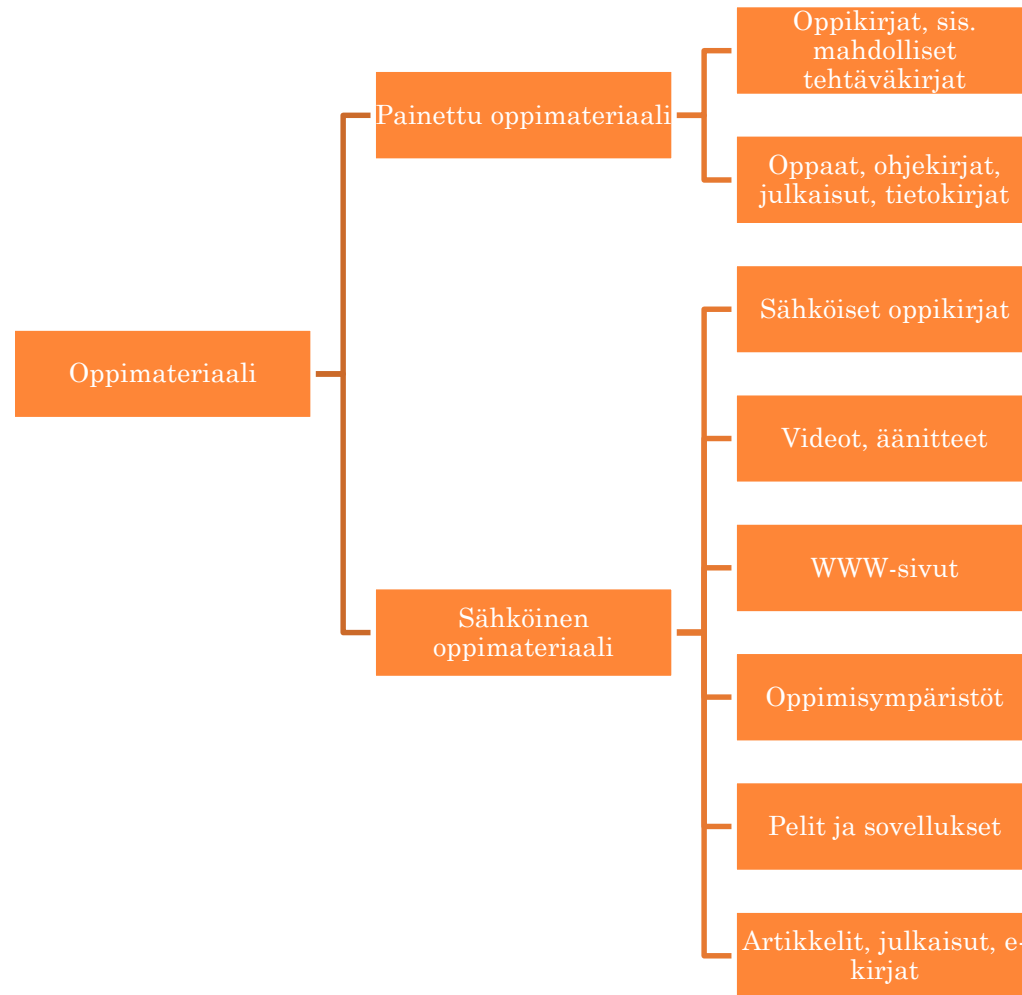 Oppimateriaali
Painettu oppimateriaali
Oppikirjat, sis.
mahdolliset
tehtäväkirjat
Oppaat, ohjekirjat,
julkaisut, tietokirjat
Sähköinen
oppimateriaali
Sähköiset oppikirjat
Videot, äänitteet
WWW-sivut
Oppimisympäristöt
Pelit ja sovellukset
Artikkelit, julkaisut, e-
kirjat